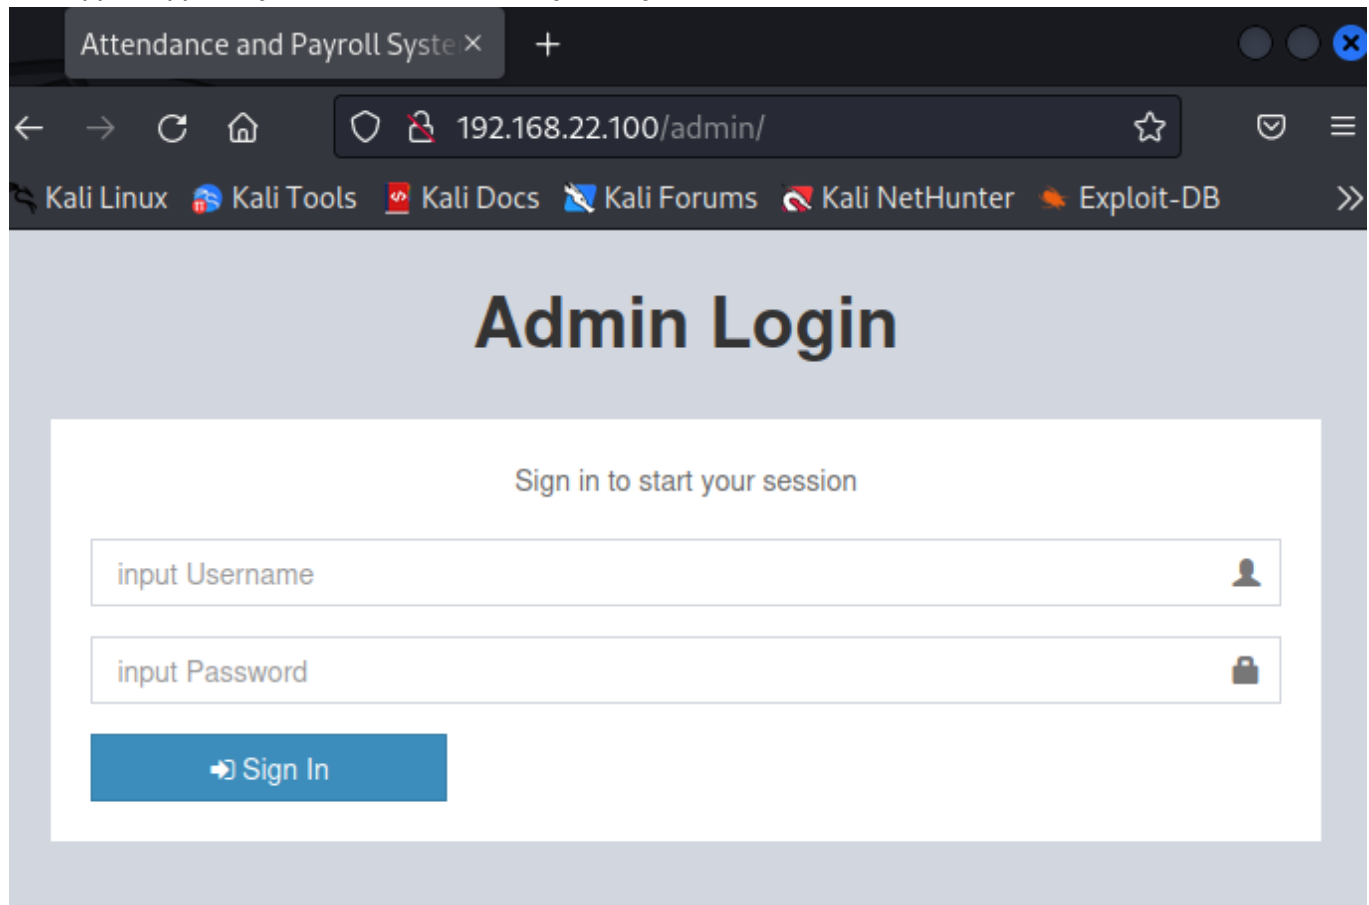 Attendance and Payroll Syste
192.168.22.100/admin/
Kali Linux Kali Tools Kali Docs Kali Forums Kali NetHunter Exploit-DB
Admin Login
Sign in to start your session
input Username
input Password
Sign In